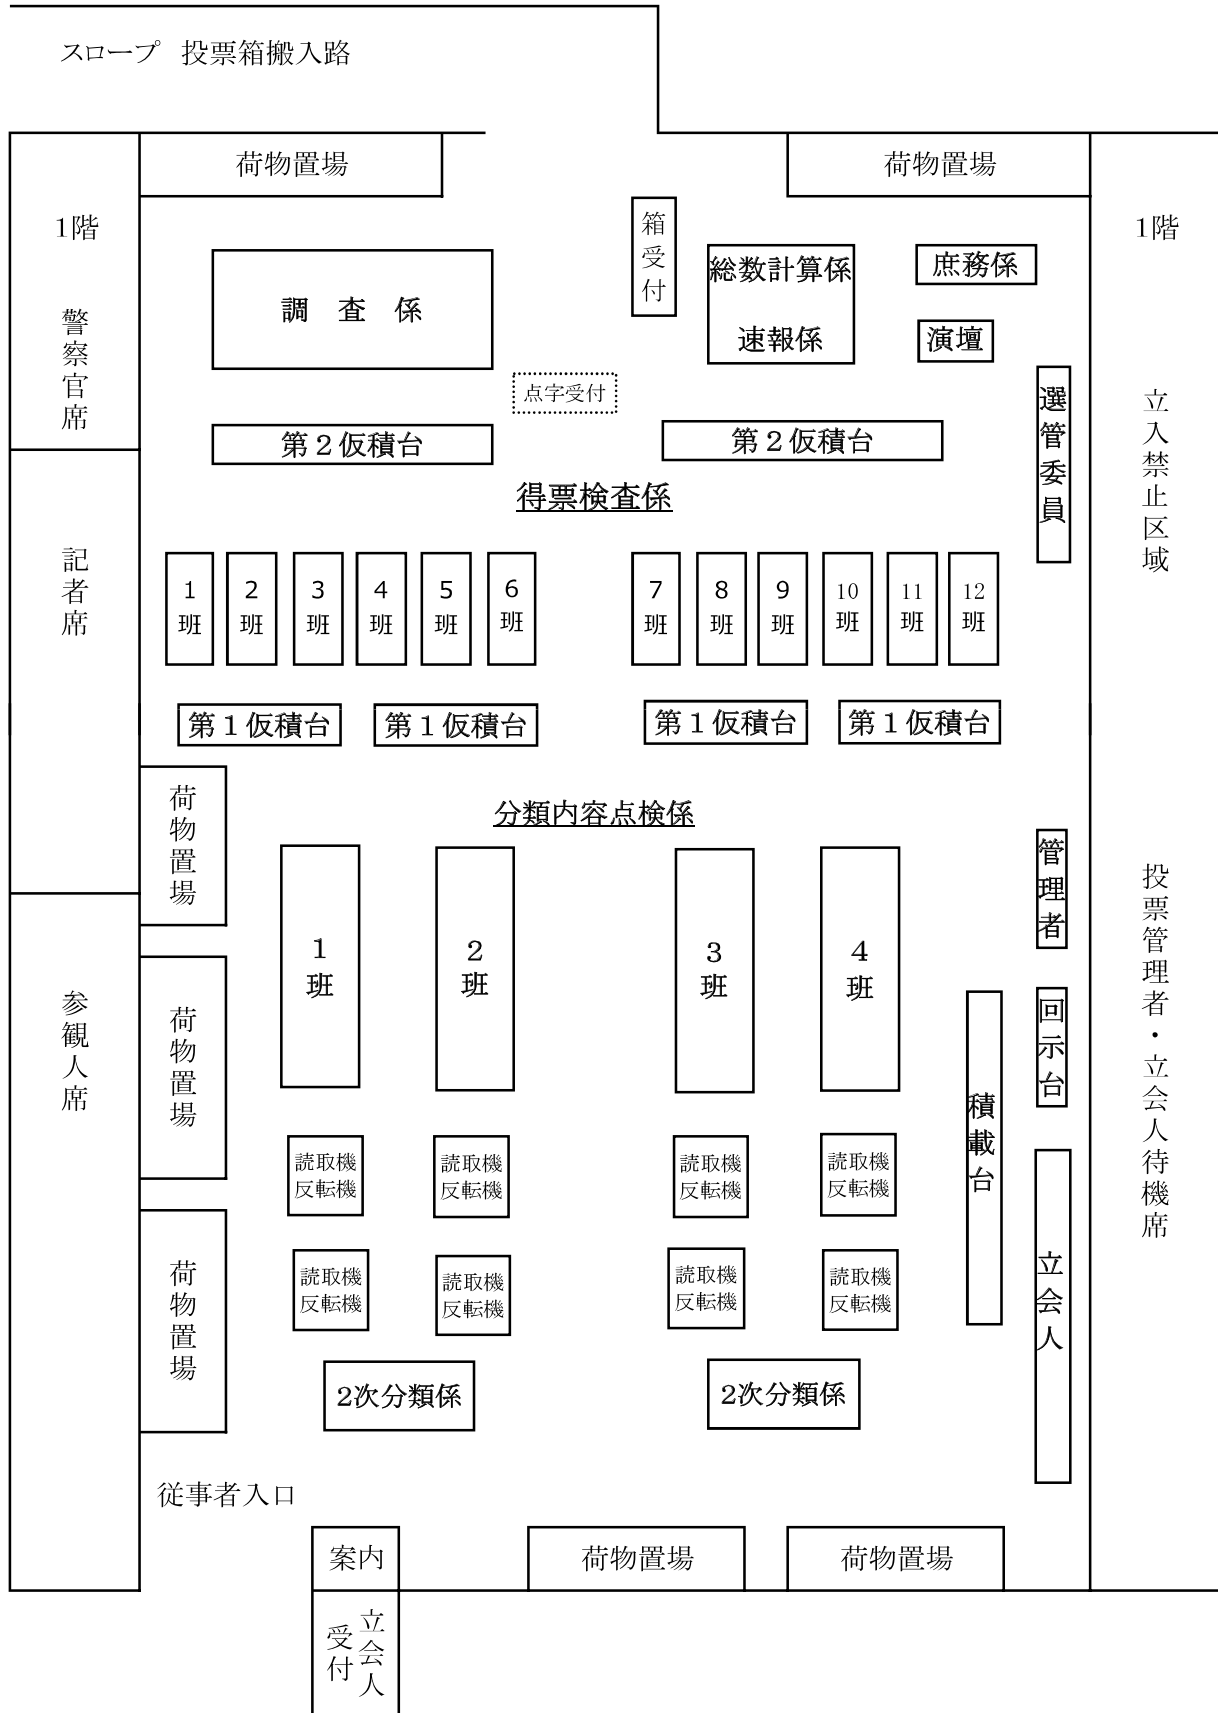 スロープ 投票箱搬入路
荷物置場
荷物置場
1階
警察官席
記者席
参観人席
1階
立入禁止区域
投票管理者・立会人待機席
箱受付
調 査 係
総数計算係
速報係
庶務係
演壇
選管委員
点字受付
第２仮積台
第２仮積台
得票検査係
1班
2班
3班
4班
5班
6班
7班
8班
9班
10班
11班
12班
第１仮積台
第１仮積台
第１仮積台
第１仮積台
荷物置場
荷物置場
荷物置場
分類内容点検係
1班
2班
3班
4班
管理者
回示台
積載台
立会人
読取機
反転機
読取機
反転機
読取機
反転機
読取機
反転機
読取機
反転機
読取機
反転機
読取機
反転機
読取機
反転機
2次分類係
2次分類係
従事者入口
案内
荷物置場
荷物置場
立会人
受付